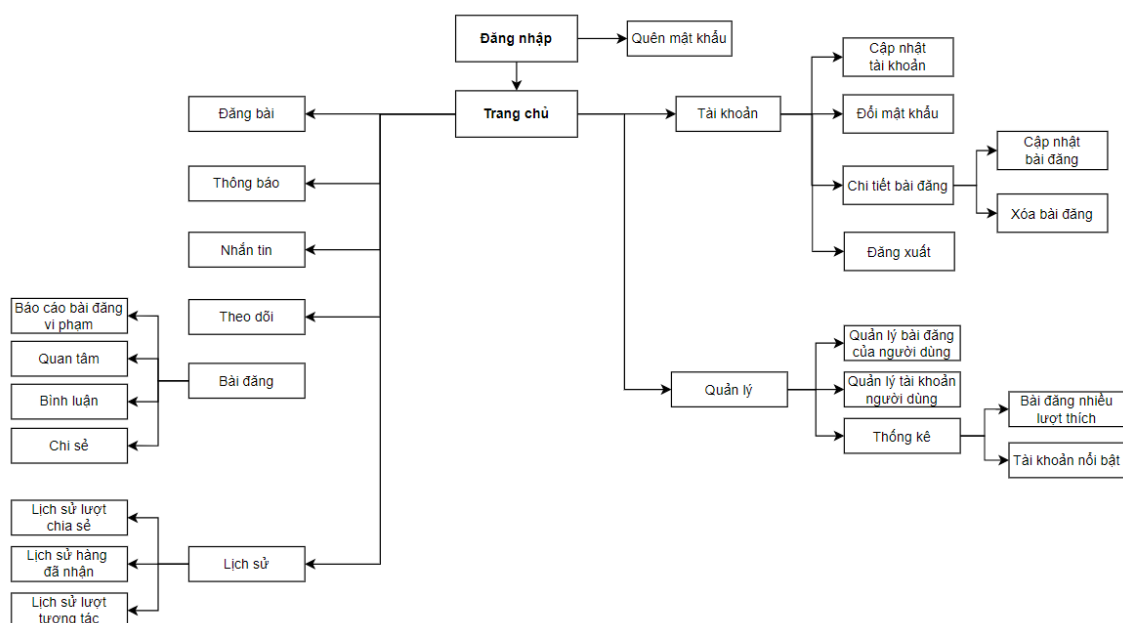 Đăng nhập
Quên mật khẩu
Trang chủ
Đăng bài
Thông báo
Nhắn tin
Theo dõi
Bài đăng
Báo cáo bài đăng
vi phạm
Quan tâm
Bình luận
Chi sẻ
Lịch sử
Lịch sử lượt
chia sẻ
Lịch sử hàng
đã nhận
Lịch sử lượt
tương tác
Tài khoản
Cập nhật
tài khoản
Đổi mật khẩu
Chi tiết bài đăng
Cập nhật
bài đăng
Xóa bài đăng
Đăng xuất
Quản lý
Quản lý bài đăng
của người dùng
Quản lý tài khoản
người dùng
Thống kê
Bài đăng nhiều
lượt thích
Tài khoản nổi bật